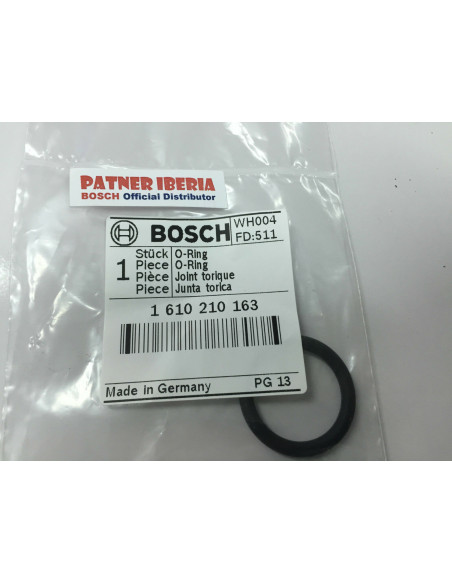 PATNER IBERIA
BOSCH Official Distributor
BOSCH
WH004
FD:511
1
Stück O-Ring
Piece O-Ring
Pièce Joint torique
Piece Junta torica
1 610 210 163
Made in Germany PG 13